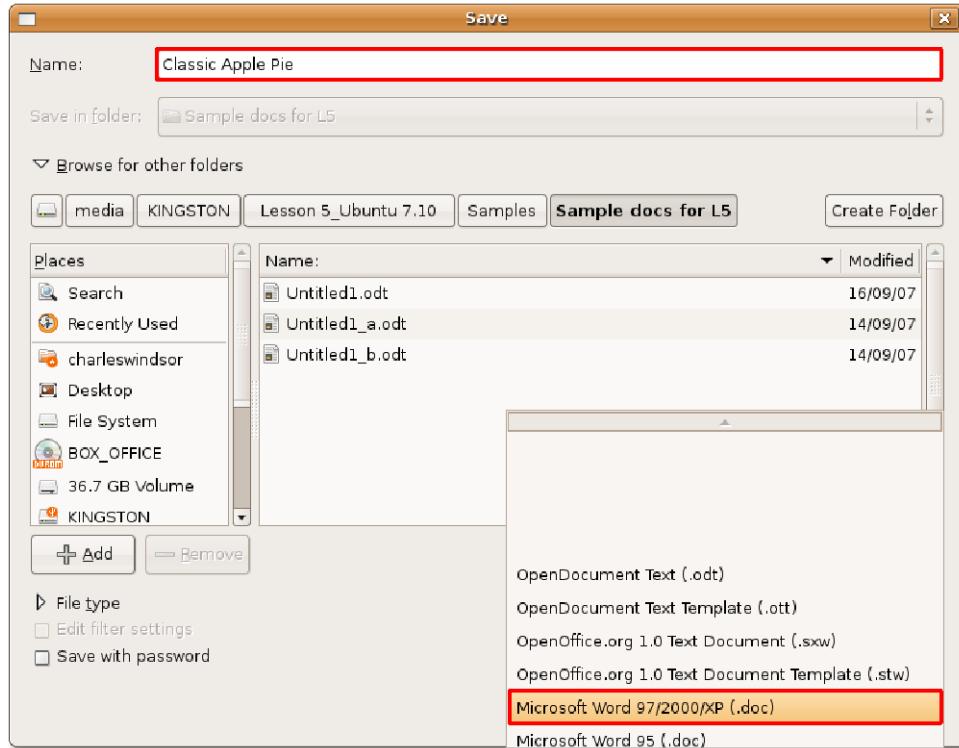 Save
Name: Classic Apple Pie
Save in folder: Sample docs for L5
Browse for other folders
media KINGSTON Lesson 5_Ubuntu 7.10 Samples Sample docs for L5 Create Folder
Places
Search
Recently Used
charleswindsor
Desktop
File System
BOX_OFFICE
36.7 GB Volume
KINGSTON
Name: Modified
Untitled1.odt 16/09/07
Untitled1_a.odt 14/09/07
Untitled1_b.odt 14/09/07
Add Remove
File type
Edit filter settings
Save with password
OpenDocument Text (.odt)
OpenDocument Text Template (.ott)
OpenOffice.org 1.0 Text Document (.sxw)
OpenOffice.org 1.0 Text Document Template (.stw)
Microsoft Word 97/2000/XP (.doc)
Microsoft Word 95 (.doc)